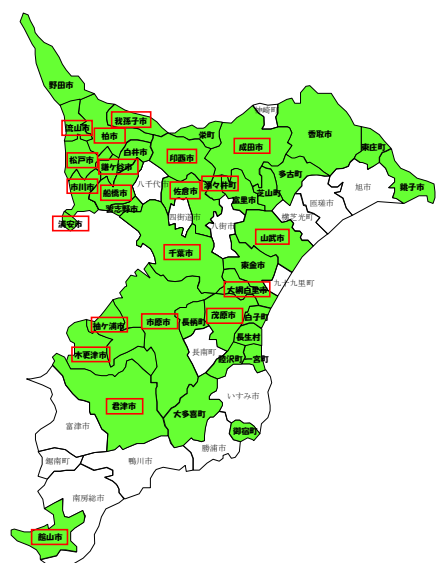 野田市
流山市
我孫子市
柏市
栄町
神崎町
成田市
香取市
東庄町
松戸市
鎌ケ谷市
白井市
印西市
多古町
旭市
銚子市
市川市
船橋市
八千代市
佐倉市
酒々井町
富里市
芝山町
匝瑳市
横芝光町
習志野市
浦安市
四街道市
八街市
山武市
千葉市
東金市
九十九里町
大網白里市
袖ケ浦市
市原市
長柄町
茂原市
白子町
長生村
木更津市
長南町
睦沢町
一宮町
君津市
大多喜町
いすみ市
富津市
御宿町
勝浦市
鋸南町
鴨川市
南房総市
館山市